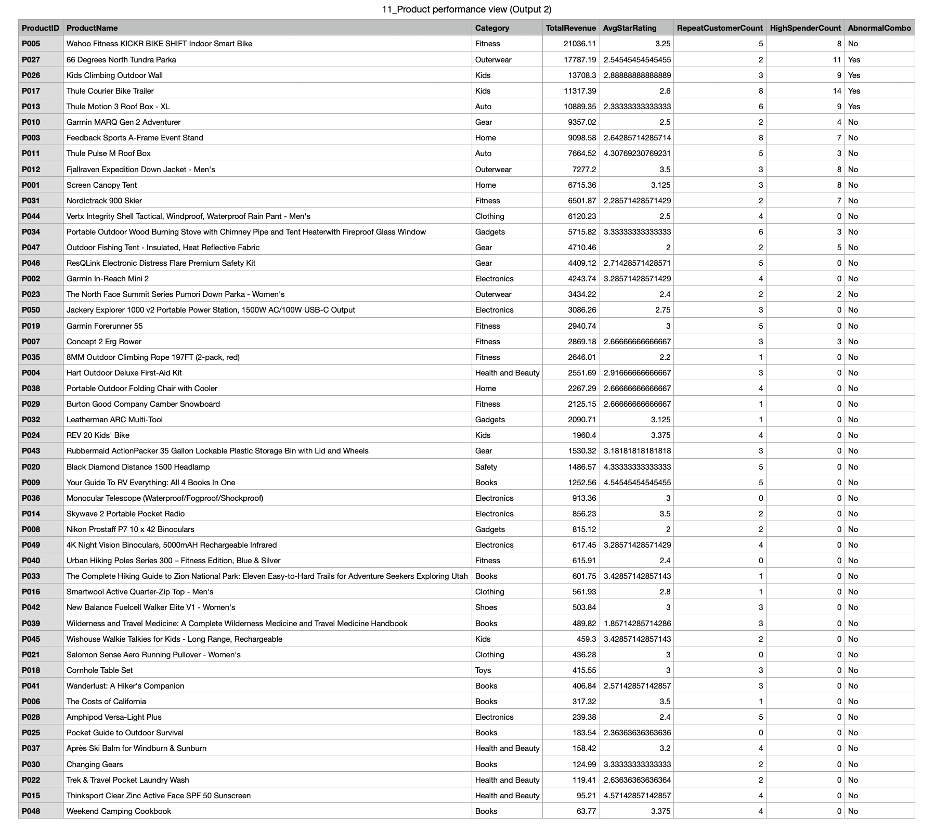 11_Product performance view (Output 2)
ProductID ProductName Category TotalRevenue AvgStarRating RepeatCustomerCount HighSpenderCount AbnormalCombo
P005 Wahoo Fitness KICKR BIKE SHIFT Indoor Smart Bike Fitness 21036.11 3.25 5 8 No
P027 66 Degrees North Tundra Parka Outerwear 17787.19 2.54545454545455 2 11 Yes
P026 Kids Climbing Outdoor Wall Kids 13708.3 2.88888888888889 3 9 Yes
P017 Thule Courier Bike Trailer Kids 11317.39 2.6 8 14 Yes
P013 Thule Motion 3 Roof Box - XL Auto 10889.35 2.33333333333333 6 9 Yes
P010 Garmin MARQ Gen 2 Adventurer Gear 9357.02 2.5 2 4 No
P003 Feedback Sports A-Frame Event Stand Home 9098.58 2.64285714285714 8 7 No
P011 Thule Pulse M Roof Box Auto 7664.52 4.30769230769231 5 3 No
P012 Fjallraven Expedition Down Jacket - Men's Outerwear 7277.2 3.5 3 8 No
P001 Screen Canopy Tent Home 6715.36 3.125 3 8 No
P031 Nordictrack 900 Skier Fitness 6501.87 2.28571428571429 2 7 No
P044 Vertx Integrity Shell Tactical, Windproof, Waterproof Rain Pant - Men's Clothing 6120.23 2.5 4 0 No
P034 Portable Outdoor Wood Burning Stove with Chimney Pipe and Tent Heaterwith Fireproof Glass Window Gadgets 5715.82 3.33333333333333 6 3 No
P047 Outdoor Fishing Tent - Insulated, Heat Reflective Fabric Gear 4710.46 2 2 5 No
P046 ResQLink Electronic Distress Flare Premium Safety Kit Gear 4409.12 2.71428571428571 5 0 No
P002 Garmin In-Reach Mini 2 Electronics 4243.74 3.28571428571429 4 0 No
P023 The North Face Summit Series Pumori Down Parka - Women's Outerwear 3434.22 2.4 2 2 No
P050 Jackery Explorer 1000 v2 Portable Power Station, 1500W AC/100W USB-C Output Electronics 3086.26 2.75 3 0 No
P019 Garmin Forerunner 55 Fitness 2940.74 3 5 0 No
P007 Concept 2 Erg Rower Fitness 2869.18 2.66666666666667 3 3 No
P035 8MM Outdoor Climbing Rope 197FT (2-pack, red) Fitness 2646.01 2.2 1 0 No
P004 Hart Outdoor Deluxe First-Aid Kit Health and Beauty 2551.69 2.91666666666667 3 0 No
P038 Portable Outdoor Folding Chair with Cooler Home 2267.29 2.66666666666667 4 0 No
P029 Burton Good Company Camber Snowboard Fitness 2125.15 2.66666666666667 1 0 No
P032 Leatherman ARC Multi-Tool Gadgets 2090.71 3.125 1 0 No
P024 REV 20 Kids' Bike Kids 1960.4 3.375 4 0 No
P043 Rubbermaid ActionPacker 35 Gallon Lockable Plastic Storage Bin with Lid and Wheels Gear 1530.32 3.18181818181818 3 0 No
P020 Black Diamond Distance 1500 Headlamp Safety 1486.57 4.33333333333333 5 0 No
P009 Your Guide To RV Everything: All 4 Books In One Books 1252.56 4.54545454545455 5 0 No
P036 Monocular Telescope (Waterproof/Fogproof/Shockproof) Electronics 913.36 3 0 0 No
P014 Skywave 2 Portable Pocket Radio Electronics 856.23 3.5 2 0 No
P008 Nikon Prostaff P7 10 x 42 Binoculars Gadgets 815.12 2 2 0 No
P049 4K Night Vision Binoculars, 5000mAH Rechargeable Infrared Electronics 617.45 3.28571428571429 4 0 No
P040 Urban Hiking Poles Series 300 – Fitness Edition, Blue & Silver Fitness 615.91 2.4 0 0 No
P033 The Complete Hiking Guide to Zion National Park: Eleven Easy-to-Hard Trails for Adventure Seekers Exploring Utah Books 601.75 3.42857142857143 1 0 No
P016 Smartwool Active Quarter-Zip Top - Men's Clothing 561.93 2.8 1 0 No
P042 New Balance Fuelcell Walker Elite V1 - Women's Shoes 503.84 3 3 0 No
P039 Wilderness and Travel Medicine: A Complete Wilderness Medicine and Travel Medicine Handbook Books 489.82 1.85714285714286 3 0 No
P045 Wishouse Walkie Talkies for Kids - Long Range, Rechargeable Kids 459.3 3.42857142857143 2 0 No
P021 Salomon Sense Aero Running Pullover - Women's Clothing 436.28 3 0 0 No
P018 Cornhole Table Set Toys 415.55 3 3 0 No
P041 Wanderlust: A Hiker's Companion Books 406.84 2.57142857142857 3 0 No
P006 The Costs of California Books 317.32 3.5 1 0 No
P028 Amphipod Versa-Light Plus Electronics 239.38 2.4 5 0 No
P025 Pocket Guide to Outdoor Survival Books 183.54 2.36363636363636 0 0 No
P037 Après Ski Balm for Windburn & Sunburn Health and Beauty 158.42 3.2 4 0 No
P030 Changing Gears Books 124.99 3.33333333333333 2 0 No
P022 Trek & Travel Pocket Laundry Wash Health and Beauty 119.41 2.63636363636364 2 0 No
P015 Thinksport Clear Zinc Active Face SPF 50 Sunscreen Health and Beauty 95.21 4.57142857142857 4 0 No
P048 Weekend Camping Cookbook Books 63.77 3.375 4 0 No